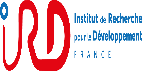 IRD
Institut de Recherche
pour le Développement
FRANCE